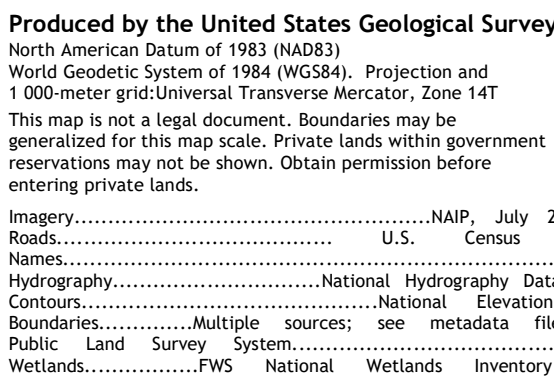 Produced by the United States Geological Survey
North American Datum of 1983 (NAD83)
World Geodetic System of 1984 (WGS84). Projection and
1 000-meter grid:Universal Transverse Mercator, Zone 14T
This map is not a legal document. Boundaries may be
generalized for this map scale. Private lands within government
reservations may not be shown. Obtain permission before
entering private lands.
Imagery..................................................NAIP, July 2
Roads....................................... U.S. Census
Names.....................................................................
Hydrography.............................National Hydrography Data
Contours..........................................National Elevation
Boundaries..............Multiple sources; see metadata file
Public Land Survey System.....................................
Wetlands.................FWS National Wetlands Inventory